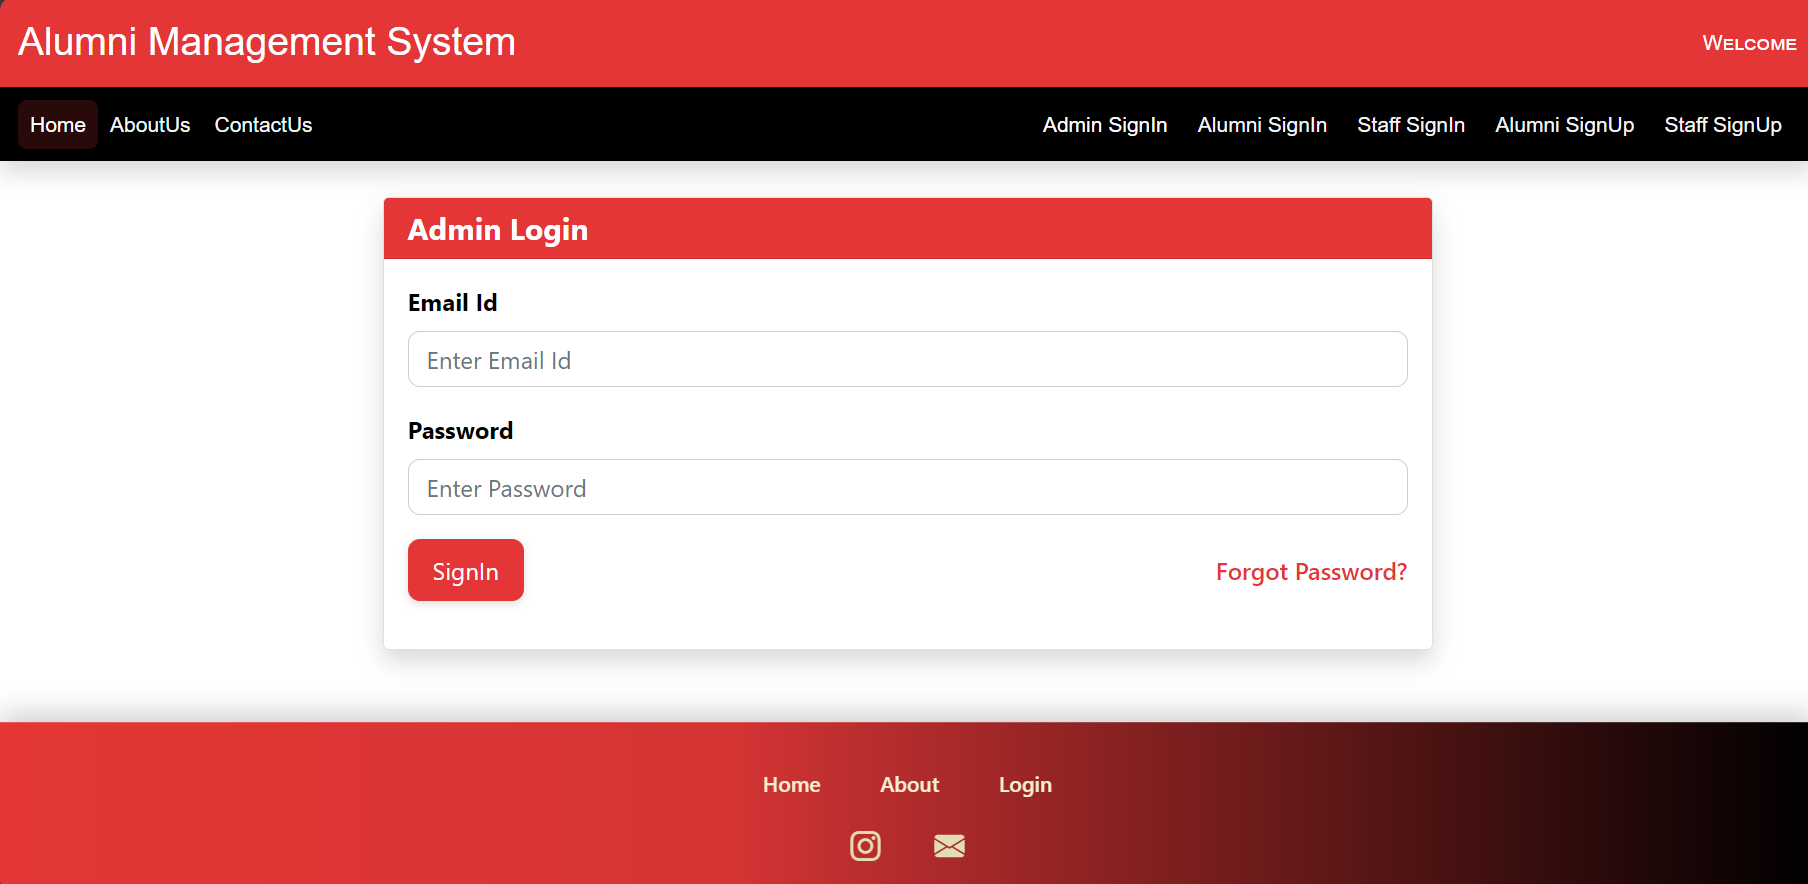 Alumni Management System
WELCOME
Home AboutUs ContactUs Admin SignIn Alumni SignIn Staff SignIn Alumni SignUp Staff SignUp
Admin Login
Email Id
Enter Email Id
Password
Enter Password
SignIn Forgot Password?
Home About Login